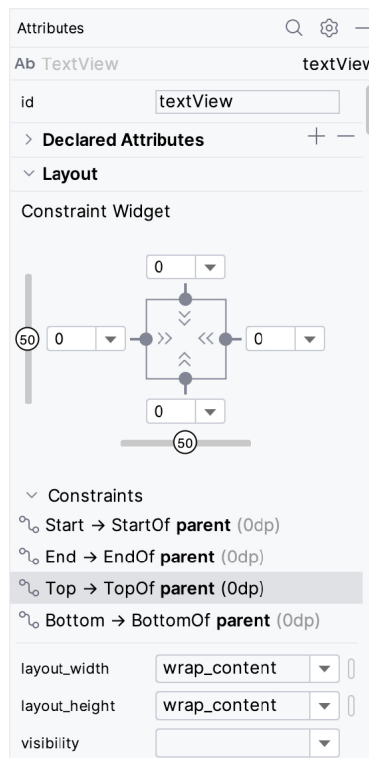 Attributes
Ab TextView textView
id textView
Declared Attributes
Layout
Constraint Widget
0
50 0 0
0
50
Constraints
Start → StartOf parent (0dp)
End → EndOf parent (0dp)
Top → TopOf parent (0dp)
Bottom → BottomOf parent (0dp)
layout_width wrap_content
layout_height wrap_content
visibility